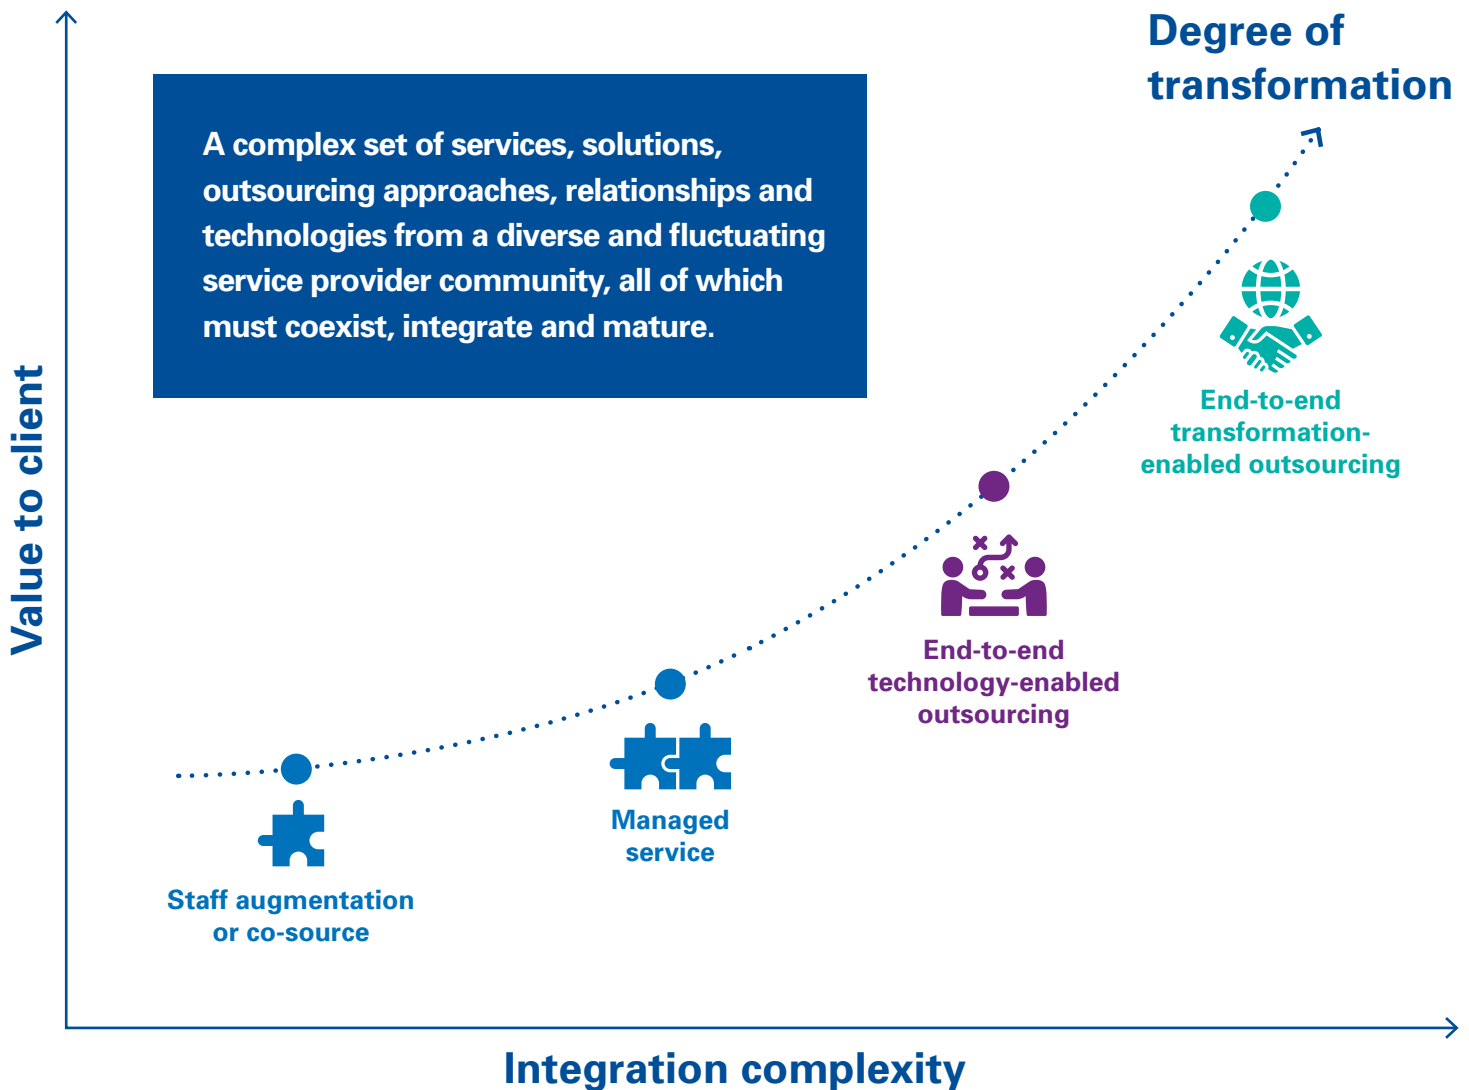 Degree of
transformation
A complex set of services, solutions,
outsourcing approaches, relationships and
technologies from a diverse and fluctuating
service provider community, all of which
must coexist, integrate and mature.
Value to client
End-to-end
transformation-
enabled outsourcing
End-to-end
technology-enabled
outsourcing
Managed
service
Staff augmentation
or co-source
Integration complexity